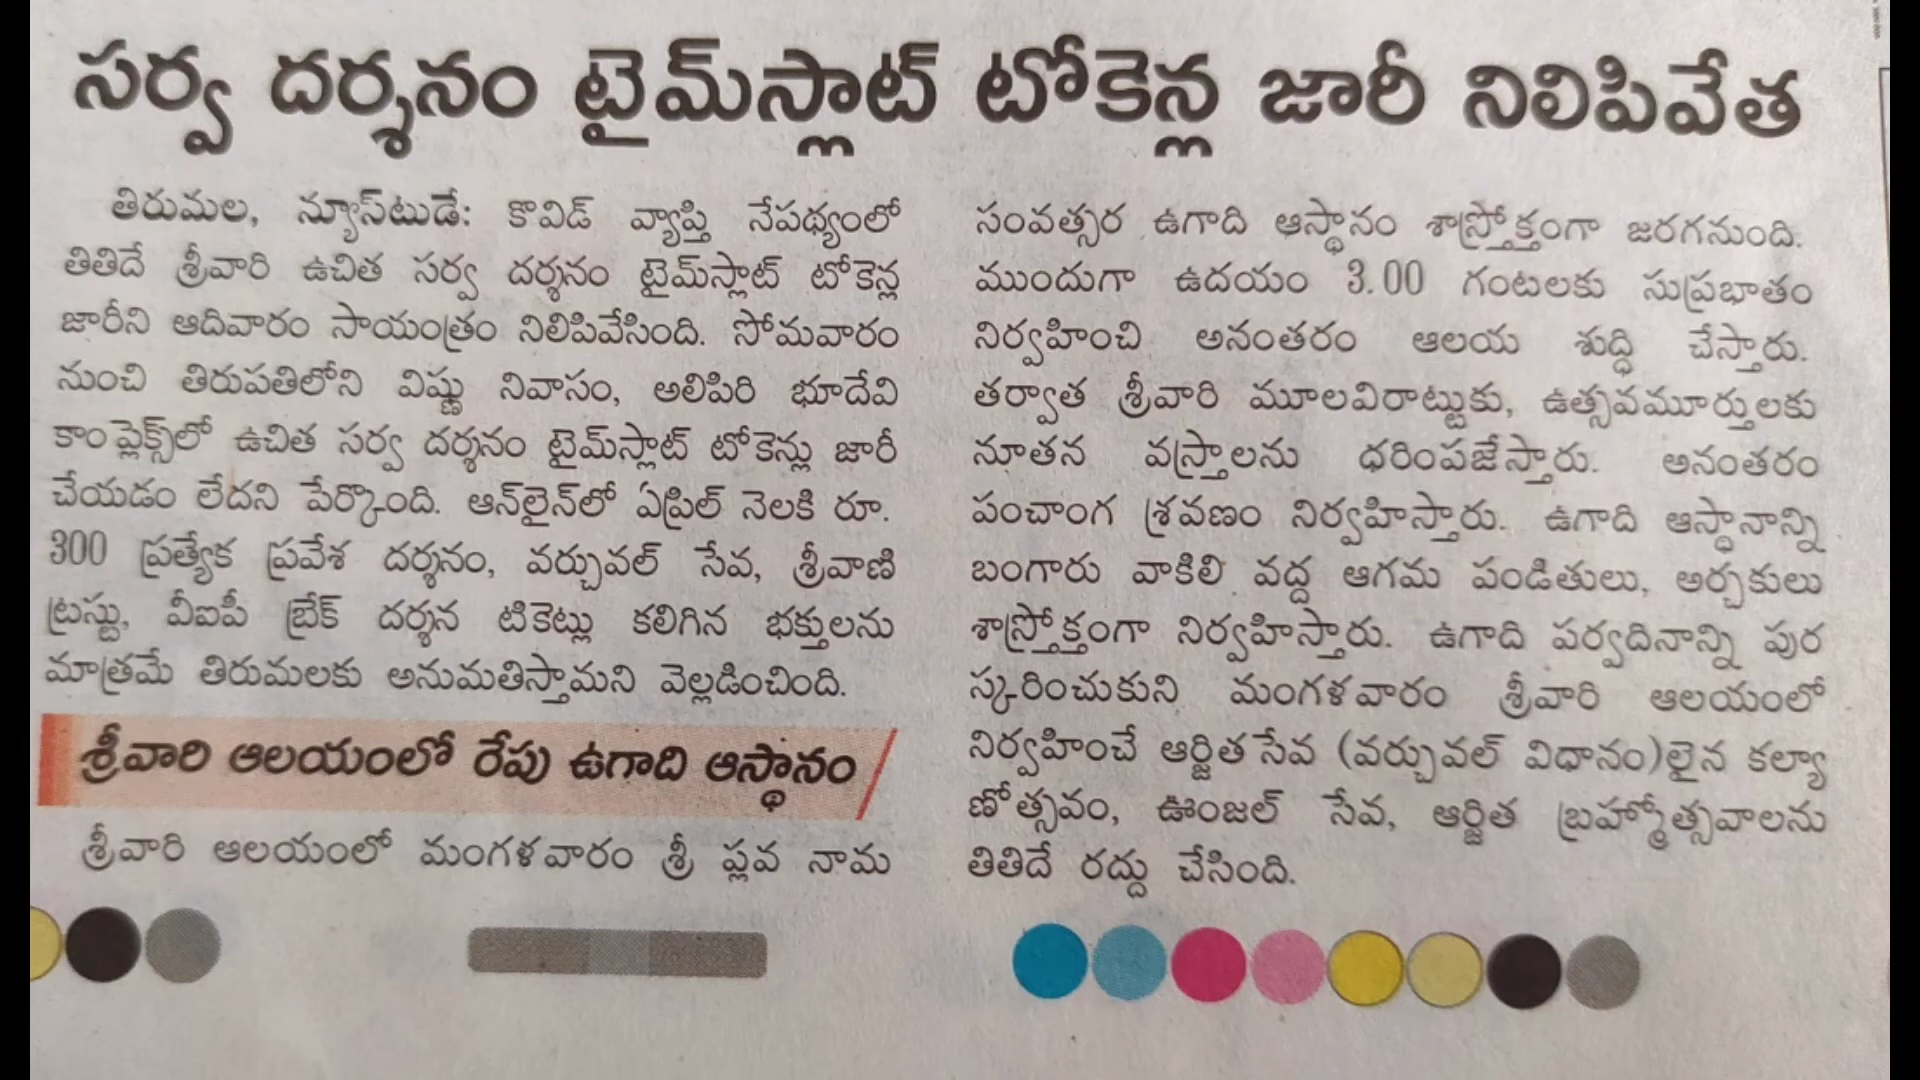 సర్వ దర్శనం టైమ్‌స్లాట్ టోకెన్ల జారీ నిలిపివేత
తిరుమల, న్యూస్‌టుడే: కొవిడ్ వ్యాప్తి నేపథ్యంలో
తితిదే శ్రీవారి ఉచిత సర్వ దర్శనం టైమ్‌స్లాట్ టోకెన్ల
జారీని ఆదివారం సాయంత్రం నిలిపివేసింది. సోమవారం
నుంచి తిరుపతిలోని విష్ణు నివాసం, అలిపిరి భూదేవి
కాంప్లెక్స్‌లో ఉచిత సర్వ దర్శనం టైమ్‌స్లాట్ టోకెన్లు జారీ
చేయడం లేదని పేర్కొంది. ఆన్‌లైన్‌లో ఏప్రిల్ నెలకి రూ.
300 ప్రత్యేక ప్రవేశ దర్శనం, వర్చువల్ సేవ, శ్రీవాణి
ట్రస్టు, వీఐపీ బ్రేక్ దర్శన టికెట్లు కలిగిన భక్తులను
మాత్రమే తిరుమలకు అనుమతిస్తామని వెల్లడించింది.
శ్రీవారి ఆలయంలో రేపు ఉగాది ఆస్థానం
శ్రీవారి ఆలయంలో మంగళవారం శ్రీ ప్లవ నామ
సంవత్సర ఉగాది ఆస్థానం శాస్త్రోక్తంగా జరగనుంది.
ముందుగా ఉదయం 3.00 గంటలకు సుప్రభాతం
నిర్వహించి అనంతరం ఆలయ శుద్ధి చేస్తారు.
తర్వాత శ్రీవారి మూలవిరాట్టుకు, ఉత్సవమూర్తులకు
నూతన వస్త్రాలను ధరింపజేస్తారు. అనంతరం
పంచాంగ శ్రవణం నిర్వహిస్తారు. ఉగాది ఆస్థానాన్ని
బంగారు వాకిలి వద్ద ఆగమ పండితులు, అర్చకులు
శాస్త్రోక్తంగా నిర్వహిస్తారు. ఉగాది పర్వదినాన్ని పుర
స్కరించుకుని మంగళవారం శ్రీవారి ఆలయంలో
నిర్వహించే ఆర్జితసేవ (వర్చువల్ విధానం)లైన కల్యా
ణోత్సవం, ఊంజల్ సేవ, ఆర్జిత బ్రహ్మోత్సవాలను
తితిదే రద్దు చేసింది.